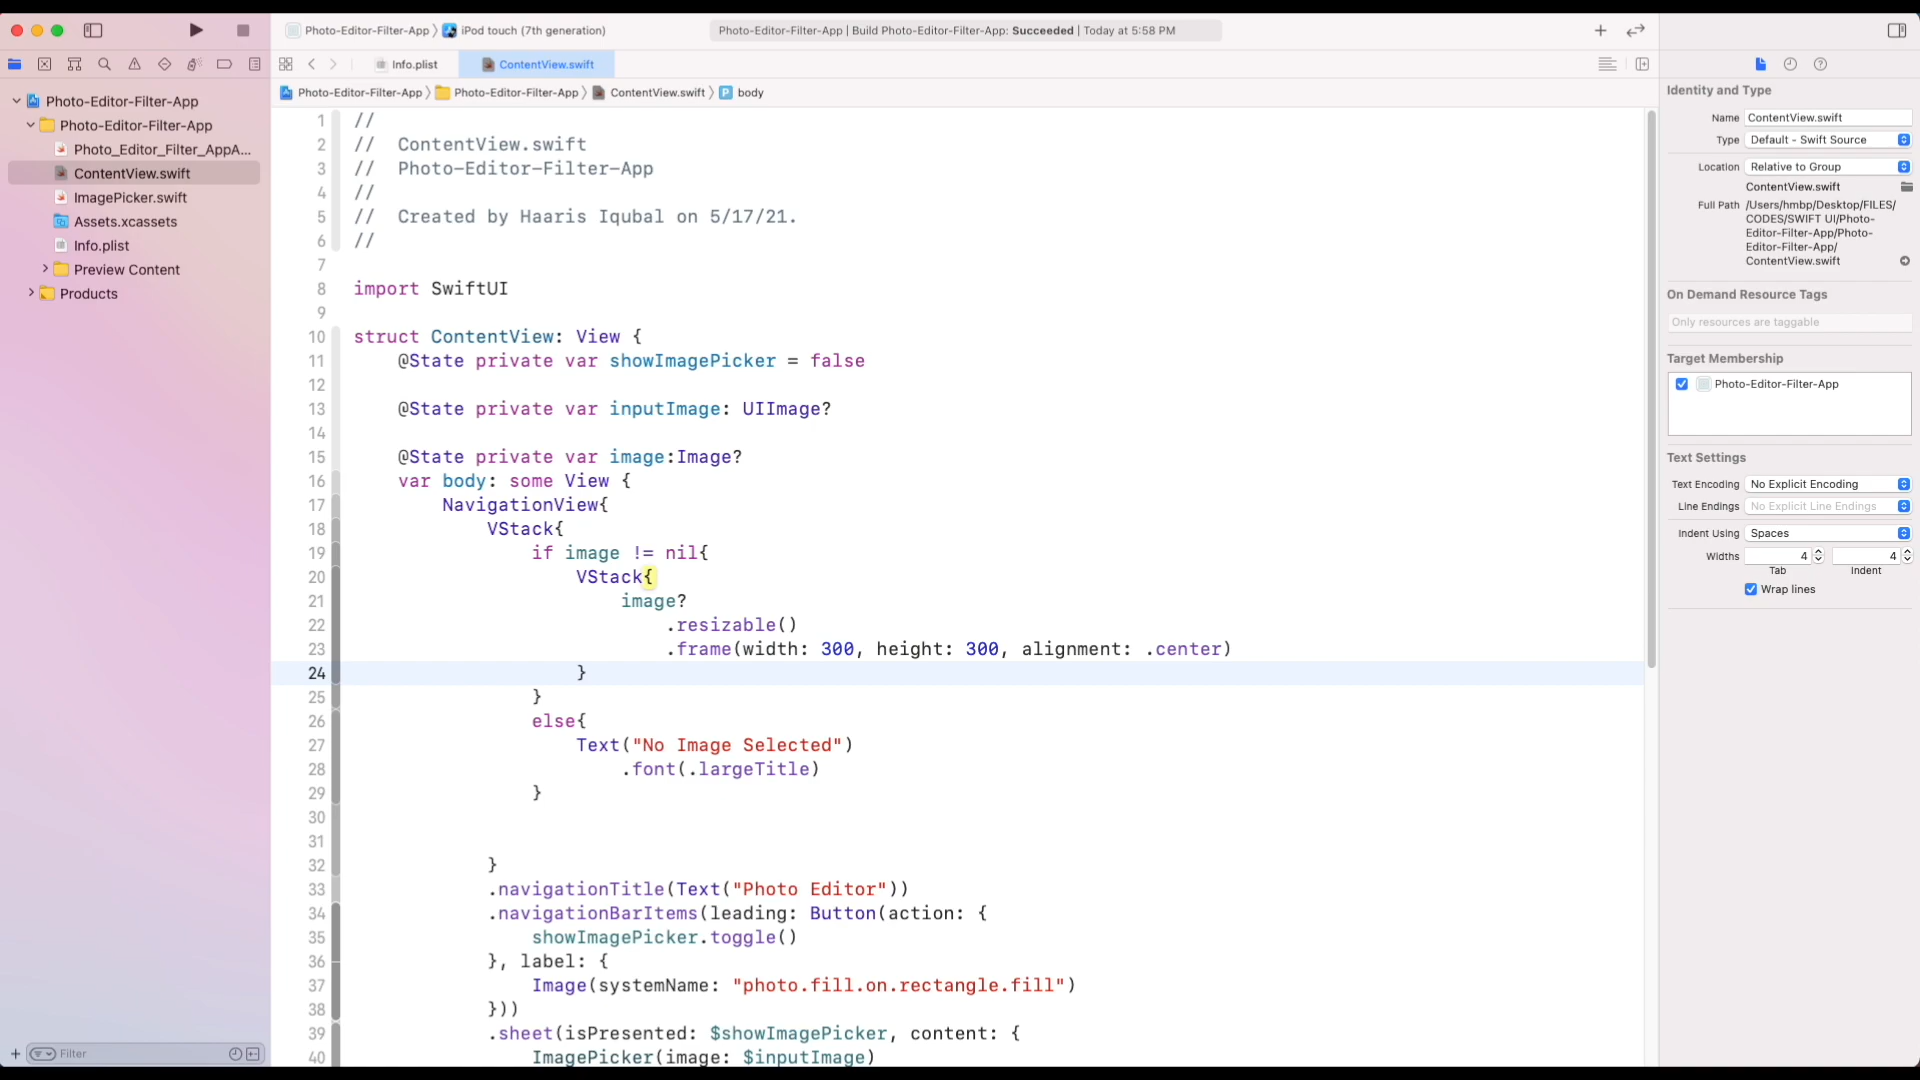 Photo-Editor-Filter-App
iPod touch (7th generation)
Photo-Editor-Filter-App | Build Photo-Editor-Filter-App: Succeeded | Today at 5:58 PM
Info.plist
ContentView.swift
Photo-Editor-Filter-App
Photo-Editor-Filter-App
ContentView.swift
P body
Photo-Editor-Filter-App
Photo-Editor-Filter-App
Photo_Editor_Filter_AppA...
ContentView.swift
ImagePicker.swift
Assets.xcassets
Info.plist
Preview Content
Products
Filter
1 //
2 //  ContentView.swift
3 //  Photo-Editor-Filter-App
4 //
5 //  Created by Haaris Iqubal on 5/17/21.
6 //
7
8 import SwiftUI
9
10 struct ContentView: View {
11     @State private var showImagePicker = false
12
13     @State private var inputImage: UIImage?
14
15     @State private var image:Image?
16     var body: some View {
17         NavigationView{
18             VStack{
19                 if image != nil{
20                     VStack{
21                         image?
22                             .resizable()
23                             .frame(width: 300, height: 300, alignment: .center)
24                     }
25                 }
26                 else{
27                     Text("No Image Selected")
28                         .font(.largeTitle)
29                 }
30
31
32             }
33             .navigationTitle(Text("Photo Editor"))
34             .navigationBarItems(leading: Button(action: {
35                 showImagePicker.toggle()
36             }, label: {
37                 Image(systemName: "photo.fill.on.rectangle.fill")
38             }))
39             .sheet(isPresented: $showImagePicker, content: {
40                 ImagePicker(image: $inputImage)
Identity and Type
Name ContentView.swift
Type Default - Swift Source
Location Relative to Group
ContentView.swift
Full Path /Users/hmbp/Desktop/FILES/
CODES/SWIFT UI/Photo-
Editor-Filter-App/Photo-
Editor-Filter-App/
ContentView.swift
On Demand Resource Tags
Only resources are taggable
Target Membership
Photo-Editor-Filter-App
Text Settings
Text Encoding No Explicit Encoding
Line Endings No Explicit Line Endings
Indent Using Spaces
Widths 4 4
Tab Indent
Wrap lines